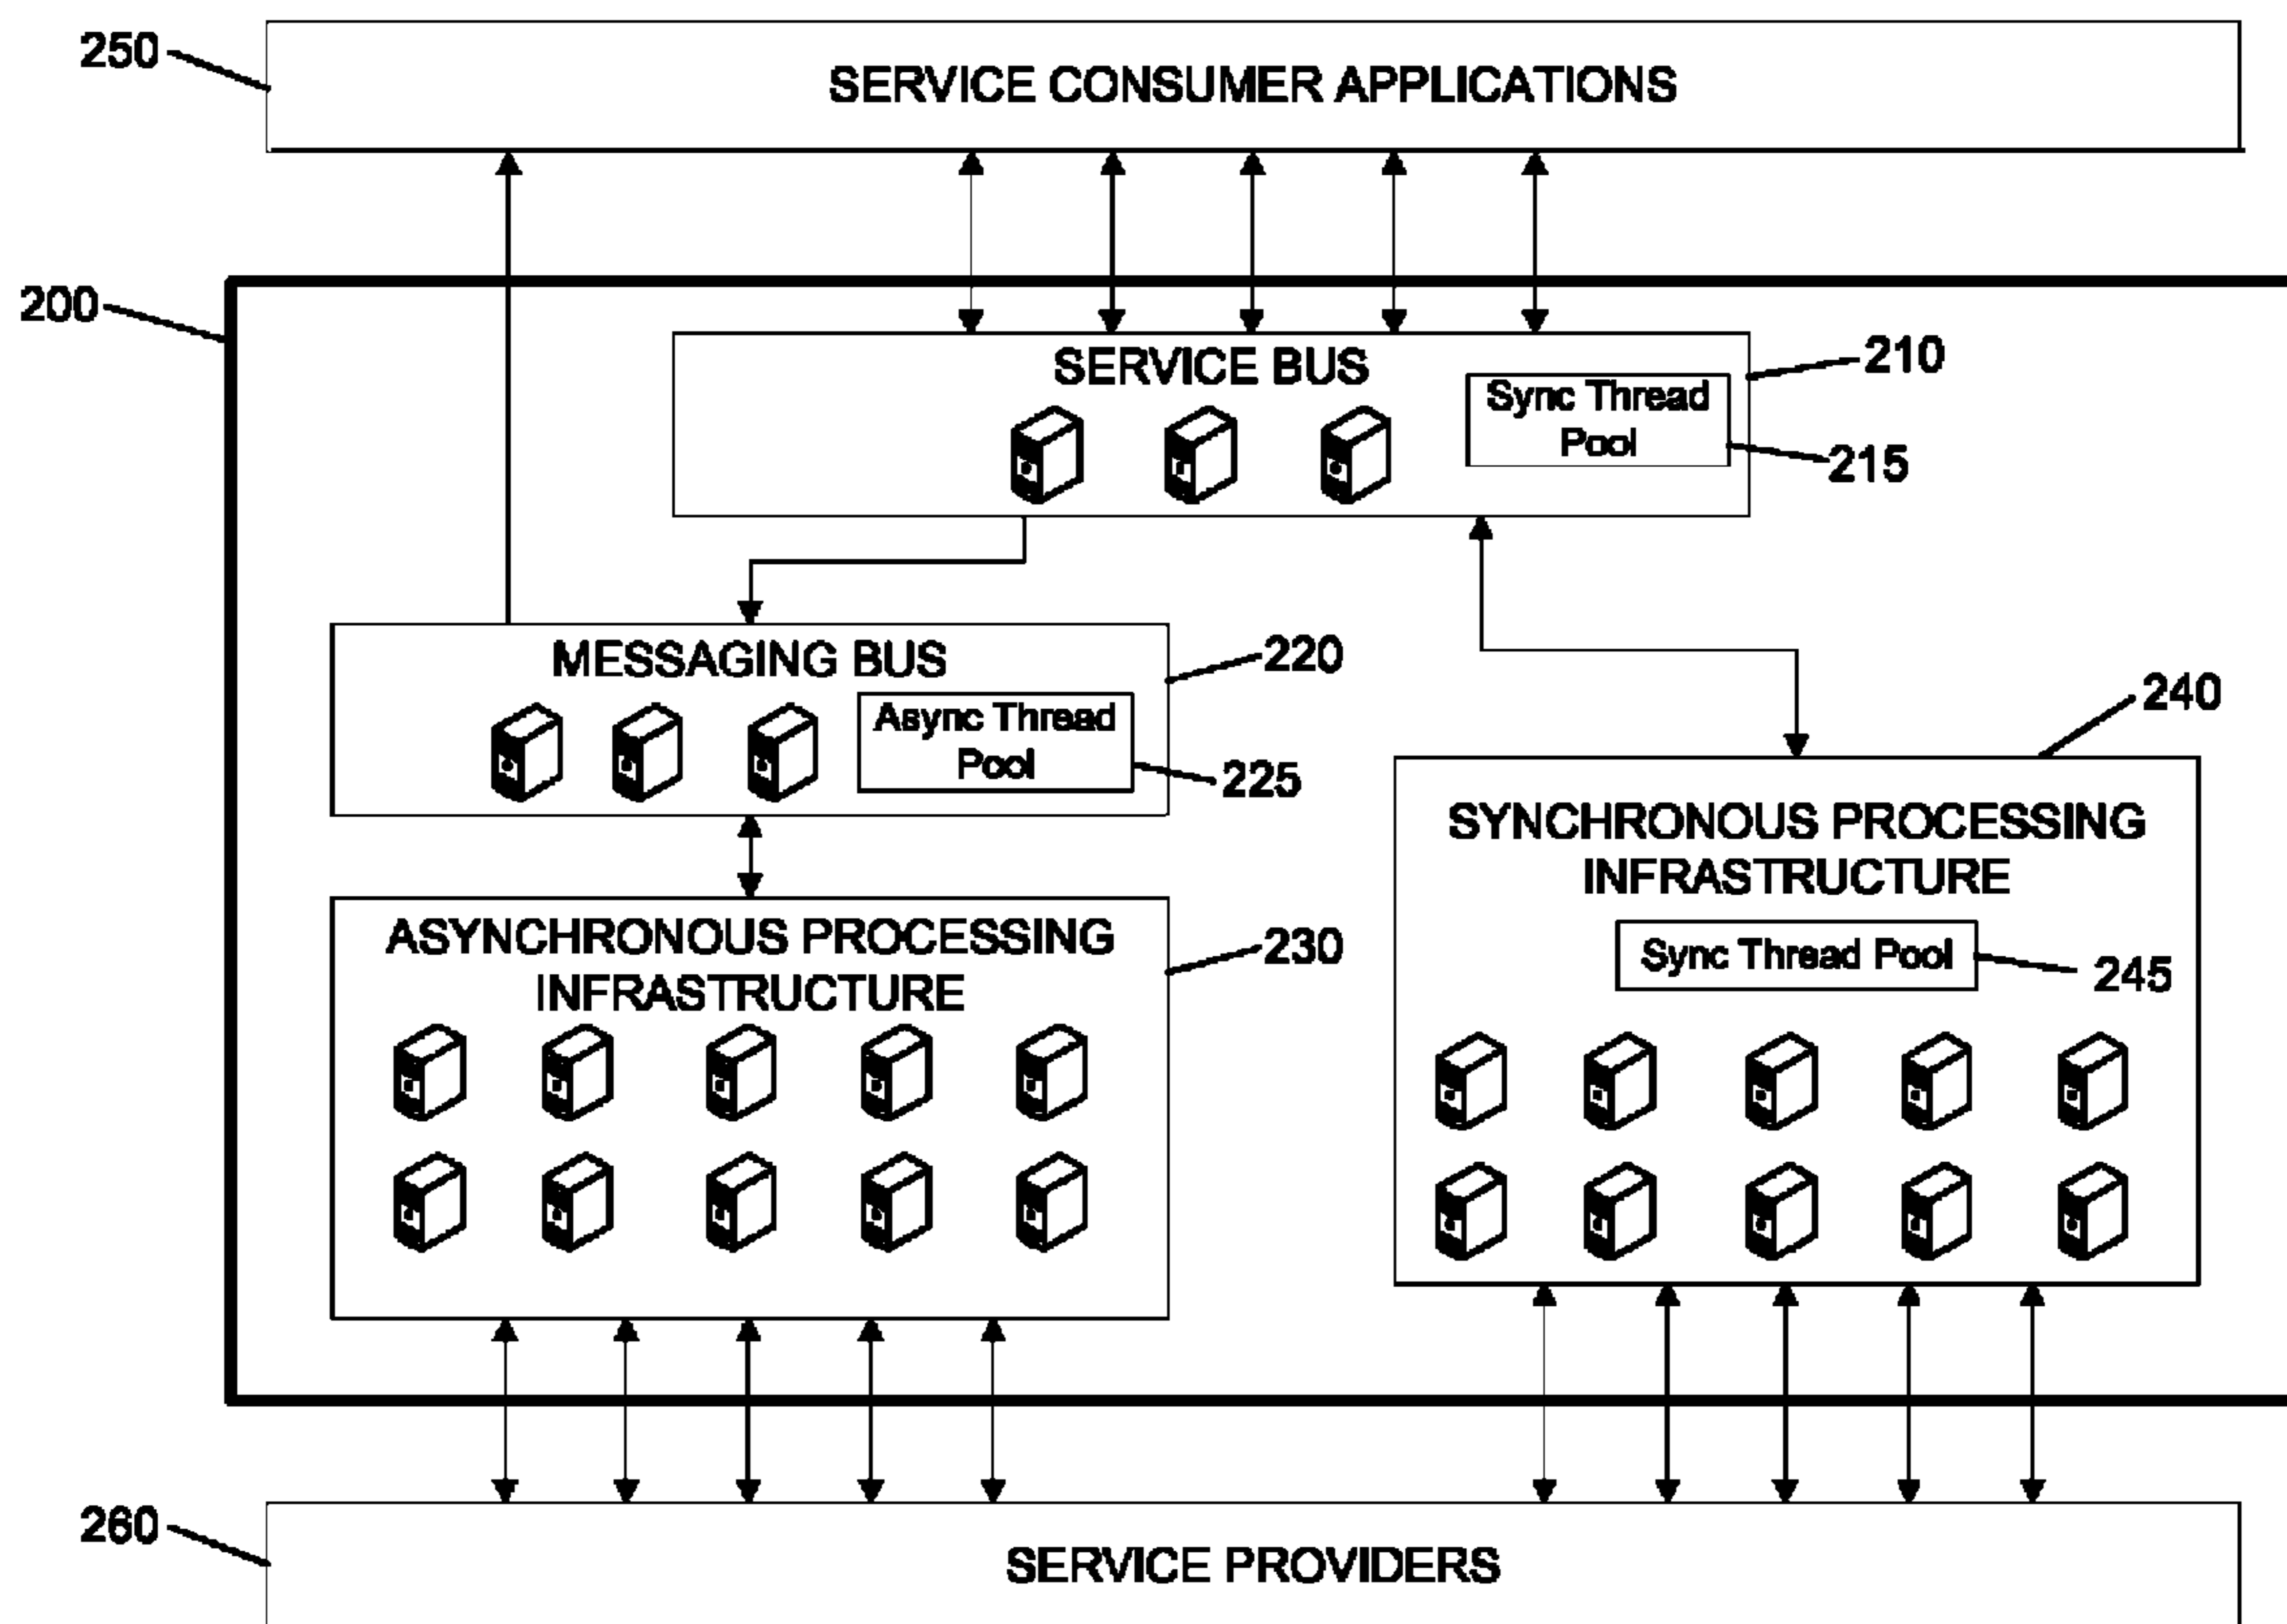 250
SERVICE CONSUMER APPLICATIONS
200
SERVICE BUS
210
Sync Thread
Pool
215
MESSAGING BUS
220
Async Thread
Pool
225
240
SYNCHRONOUS PROCESSING
INFRASTRUCTURE
Sync Thread Pool
245
ASYNCHRONOUS PROCESSING
INFRASTRUCTURE
230
260
SERVICE PROVIDERS